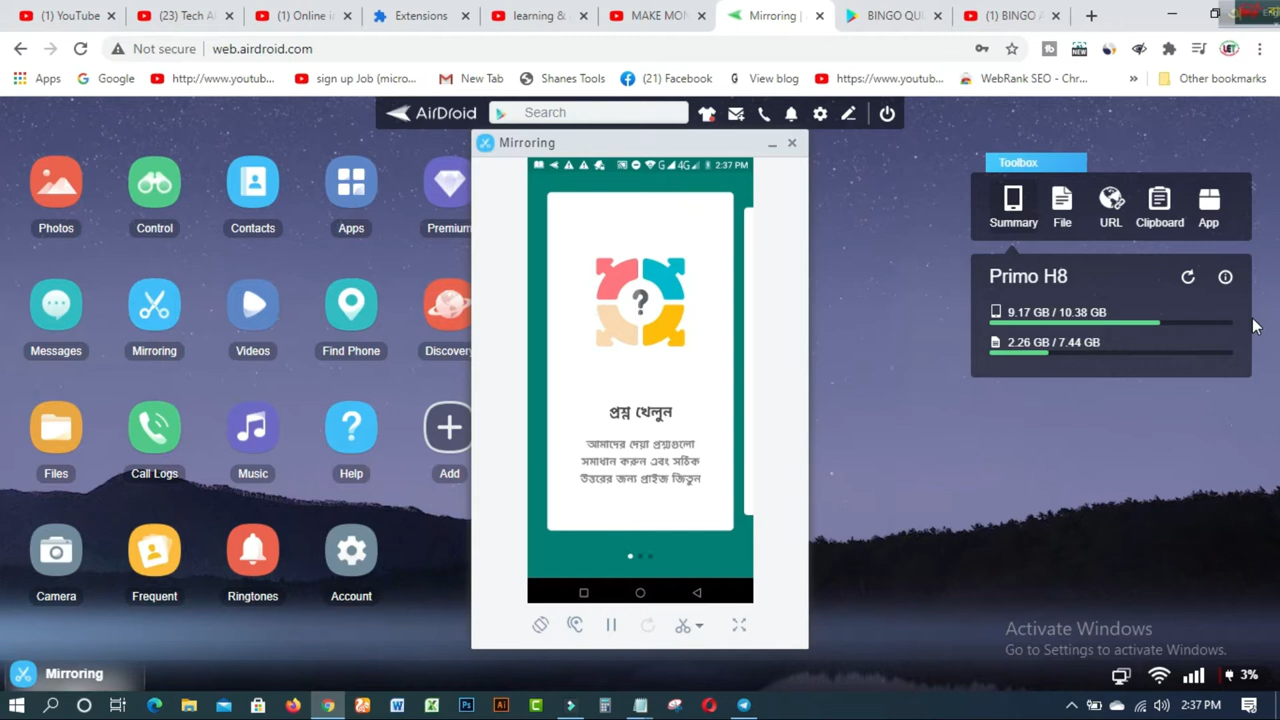 (1) YouTube
(23) Tech A
(1) Online i
Extensions
learning &
MAKE MON
Mirroring |
BINGO QU
(1) BINGO A
Not secure
web.airdroid.com
Apps
Google
http://www.youtub...
sign up Job (micro...
New Tab
Shanes Tools
(21) Facebook
View blog
https://www.youtub...
WebRank SEO - Chr...
Other bookmarks
AirDroid
Search
Mirroring
2:37 PM
G 4G
প্রশ্ন খেলুন
আমাদের দেয়া প্রশ্নগুলো
সমাধান করুন এবং সঠিক
উত্তরের জন্য প্রাইজ জিতুন
Photos
Control
Contacts
Apps
Premium
Messages
Mirroring
Videos
Find Phone
Discovery
Files
Call Logs
Music
Help
Add
Camera
Frequent
Ringtones
Account
Toolbox
Summary
File
URL
Clipboard
App
Primo H8
9.17 GB / 10.38 GB
2.26 GB / 7.44 GB
Activate Windows
Go to Settings to activate Windows.
Mirroring
3%
2:37 PM